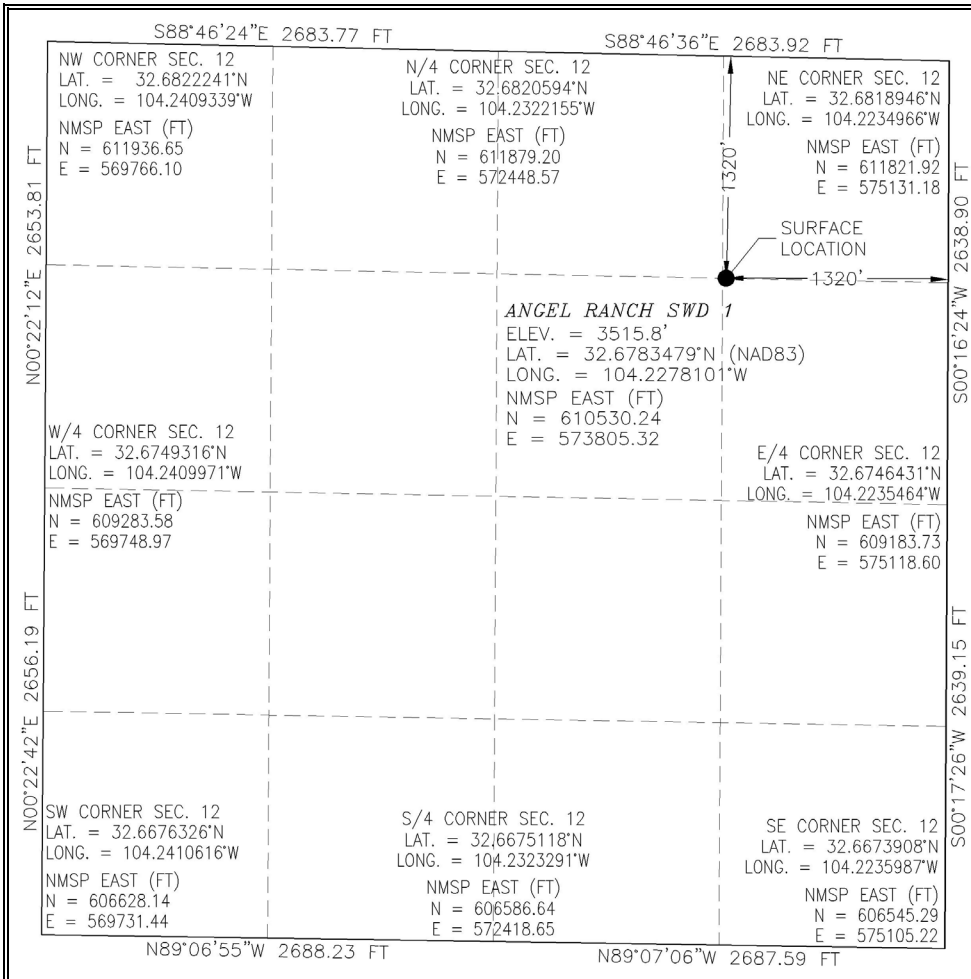 S88°46'24"E 2683.77 FT
S88°46'36"E 2683.92 FT
NW CORNER SEC. 12
LAT. = 32.6822241°N
LONG. = 104.2409339°W
NMSP EAST (FT)
N = 611936.65
E = 569766.10
N/4 CORNER SEC. 12
LAT. = 32.6820594°N
LONG. = 104.2322155°W
NMSP EAST (FT)
N = 611879.20
E = 572448.57
NE CORNER SEC. 12
LAT. = 32.6818946°N
LONG. = 104.2234966°W
NMSP EAST (FT)
N = 611821.92
E = 575131.18
N00°22'12"E 2653.81 FT
1320'
S00°16'24"W 2638.90 FT
SURFACE
LOCATION
1320'
ANGEL RANCH SWD 1
ELEV. = 3515.8'
LAT. = 32.6783479°N (NAD83)
LONG. = 104.2278101°W
NMSP EAST (FT)
N = 610530.24
E = 573805.32
W/4 CORNER SEC. 12
LAT. = 32.6749316°N
LONG. = 104.2409971°W
NMSP EAST (FT)
N = 609283.58
E = 569748.97
E/4 CORNER SEC. 12
LAT. = 32.6746431°N
LONG. = 104.2235464°W
NMSP EAST (FT)
N = 609183.73
E = 575118.60
N00°22'42"E 2656.19 FT
S00°17'26"W 2639.15 FT
SW CORNER SEC. 12
LAT. = 32.6676326°N
LONG. = 104.2410616°W
NMSP EAST (FT)
N = 606628.14
E = 569731.44
S/4 CORNER SEC. 12
LAT. = 32.6675118°N
LONG. = 104.2323291°W
NMSP EAST (FT)
N = 606586.64
E = 572418.65
SE CORNER SEC. 12
LAT. = 32.6673908°N
LONG. = 104.2235987°W
NMSP EAST (FT)
N = 606545.29
E = 575105.22
N89°06'55"W 2688.23 FT
N89°07'06"W 2687.59 FT